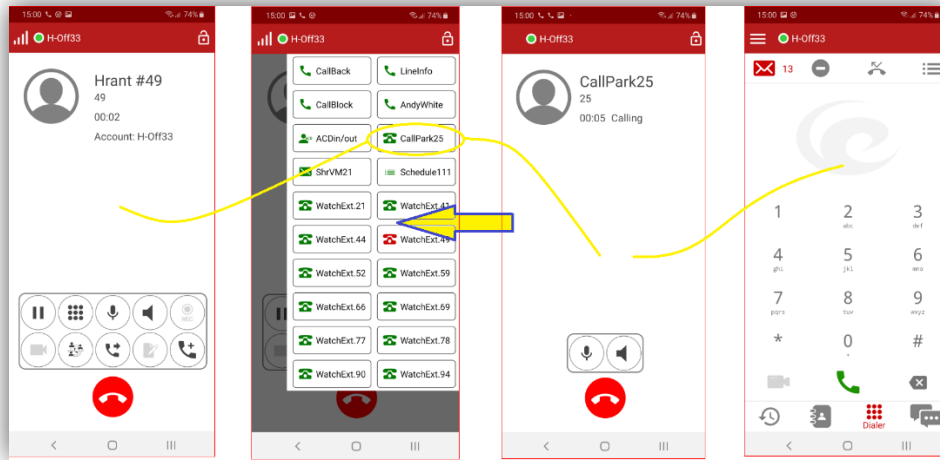 15:00
74%
H-Off33
Hrant #49
49
00:02
Account: H-Off33
REC
15:00
74%
H-Off33
CallBack
LineInfo
CallBlock
AndyWhite
ACDin/out
CallPark25
ShrVM21
Schedule111
WatchExt.21
WatchExt.41
WatchExt.44
WatchExt.49
WatchExt.52
WatchExt.59
WatchExt.66
WatchExt.69
WatchExt.77
WatchExt.78
WatchExt.90
WatchExt.94
15:00
74%
H-Off33
CallPark25
25
00:05 Calling
15:00
74%
H-Off33
13
1 2 3
abc def
4 5 6
ghi jkl mno
7 8 9
pqrs tuv wxyz
* 0 #
Dialer